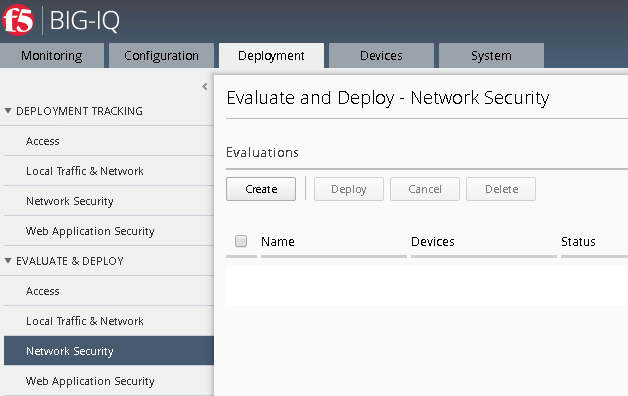 f5 BIG-IQ
Monitoring Configuration Deployment Devices System
DEPLOYMENT TRACKING
Access
Local Traffic & Network
Network Security
Web Application Security
EVALUATE & DEPLOY
Access
Local Traffic & Network
Network Security
Web Application Security
Evaluate and Deploy - Network Security
Evaluations
Create Deploy Cancel Delete
Name Devices Status